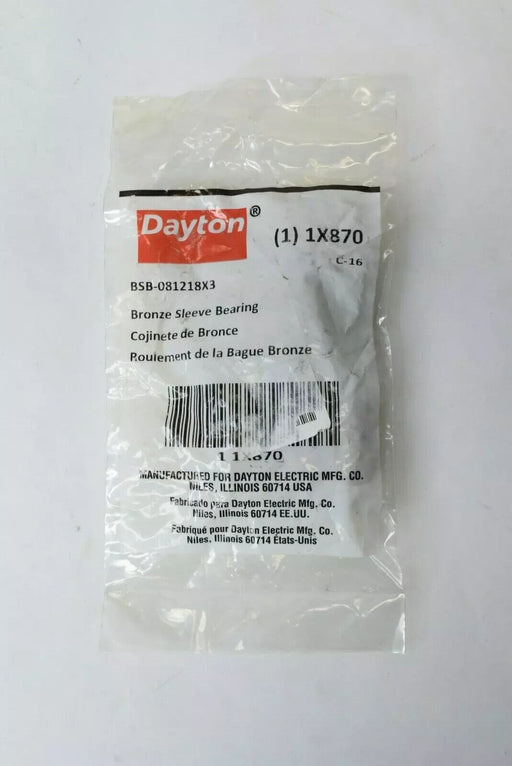 Dayton®
(1) 1X870
C-16
BSB-081218X3
Bronze Sleeve Bearing
Cojinete de Bronce
Rouiement de la Bague Bronze
1 1X870
MANUFACTURED FOR DAYTON ELECTRIC MFG. CO.
NILES, ILLINOIS 60714 USA
Fabricado para Dayton Electric Mfg. Co.
Niles, Illinois 60714 EE.UU.
Fabriqué pour Dayton Electric Mfg. Co.
Niles, Illinois 60714 États-Unis